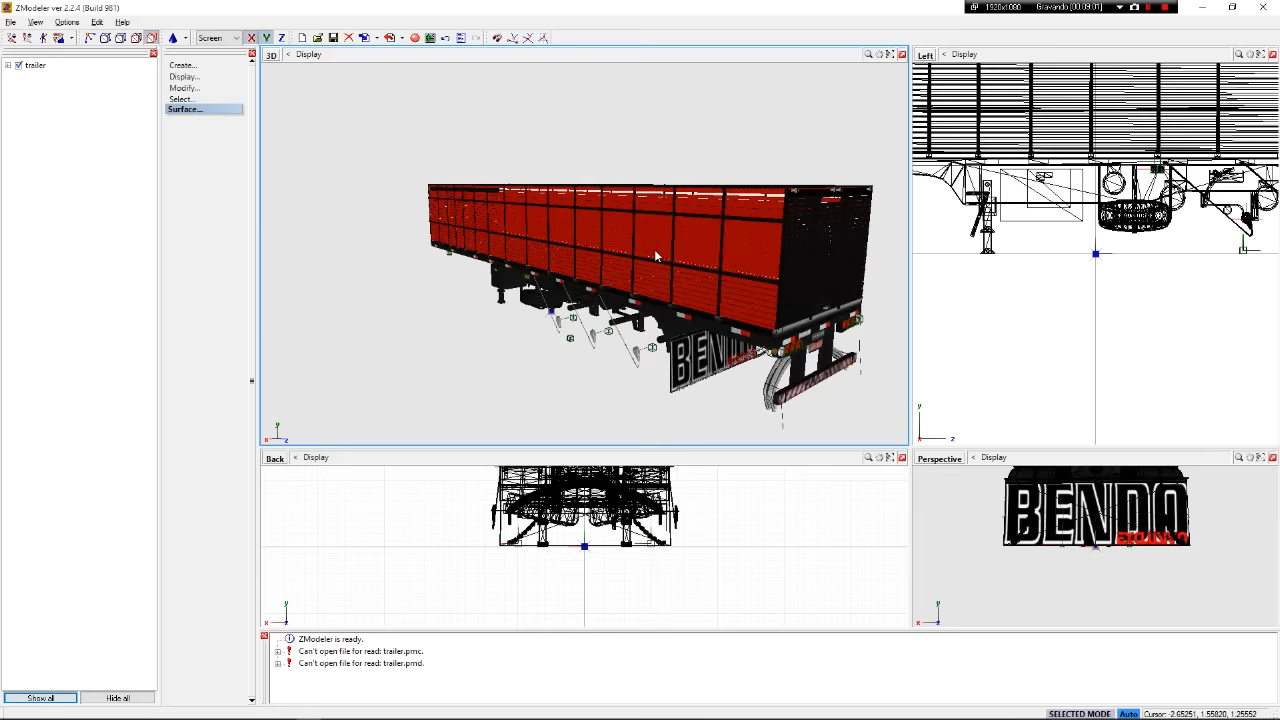 ZModeler ver 2.2.4 (Build 981)
1920x1080
Gravando [00:09:01]
File View Options Edit Help
Screen X Y Z
trailer
Create...
Display...
Modify...
Select...
Surface...
3D < Display
Left < Display
BENDO
y
x z
y
x z
Back < Display
Perspective < Display
BENDO
y
x z
y
x z
ZModeler is ready.
Can't open file for read: trailer.pmc.
Can't open file for read: trailer.pmd.
Show all Hide all
SELECTED MODE Auto Cursor: -2.65251, 1.55820, 1.25552